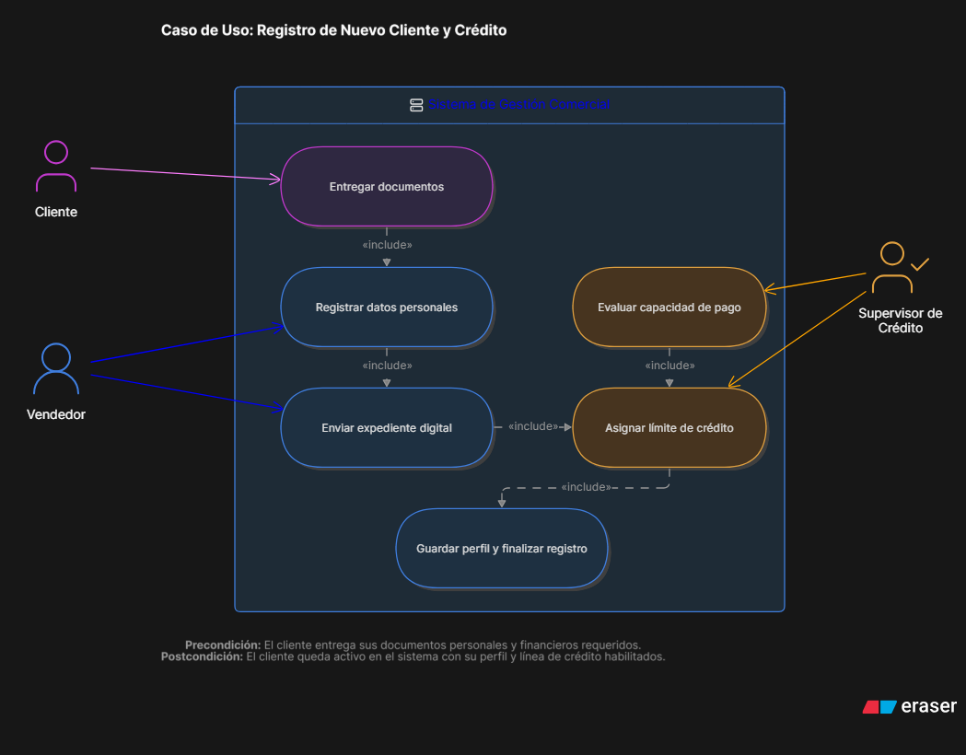 Caso de Uso: Registro de Nuevo Cliente y Crédito
Sistema de Gestión Comercial
Entregar documentos
Cliente
«include»
Registrar datos personales
Evaluar capacidad de pago
Supervisor de
Crédito
«include»
«include»
Vendedor
Enviar expediente digital
«include»
Asignar límite de crédito
«include»
Guardar perfil y finalizar registro
Precondición: El cliente entrega sus documentos personales y financieros requeridos.
Postcondición: El cliente queda activo en el sistema con su perfil y línea de crédito habilitados.
eraser